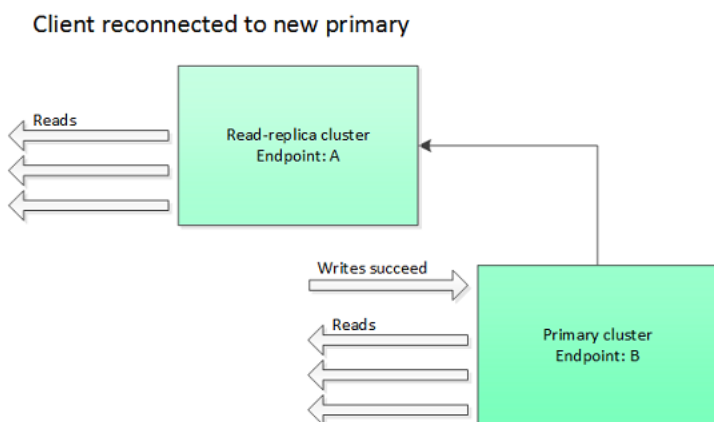 Client reconnected to new primary
Reads
Read-replica cluster
Endpoint: A
Writes succeed
Reads
Primary cluster
Endpoint: B